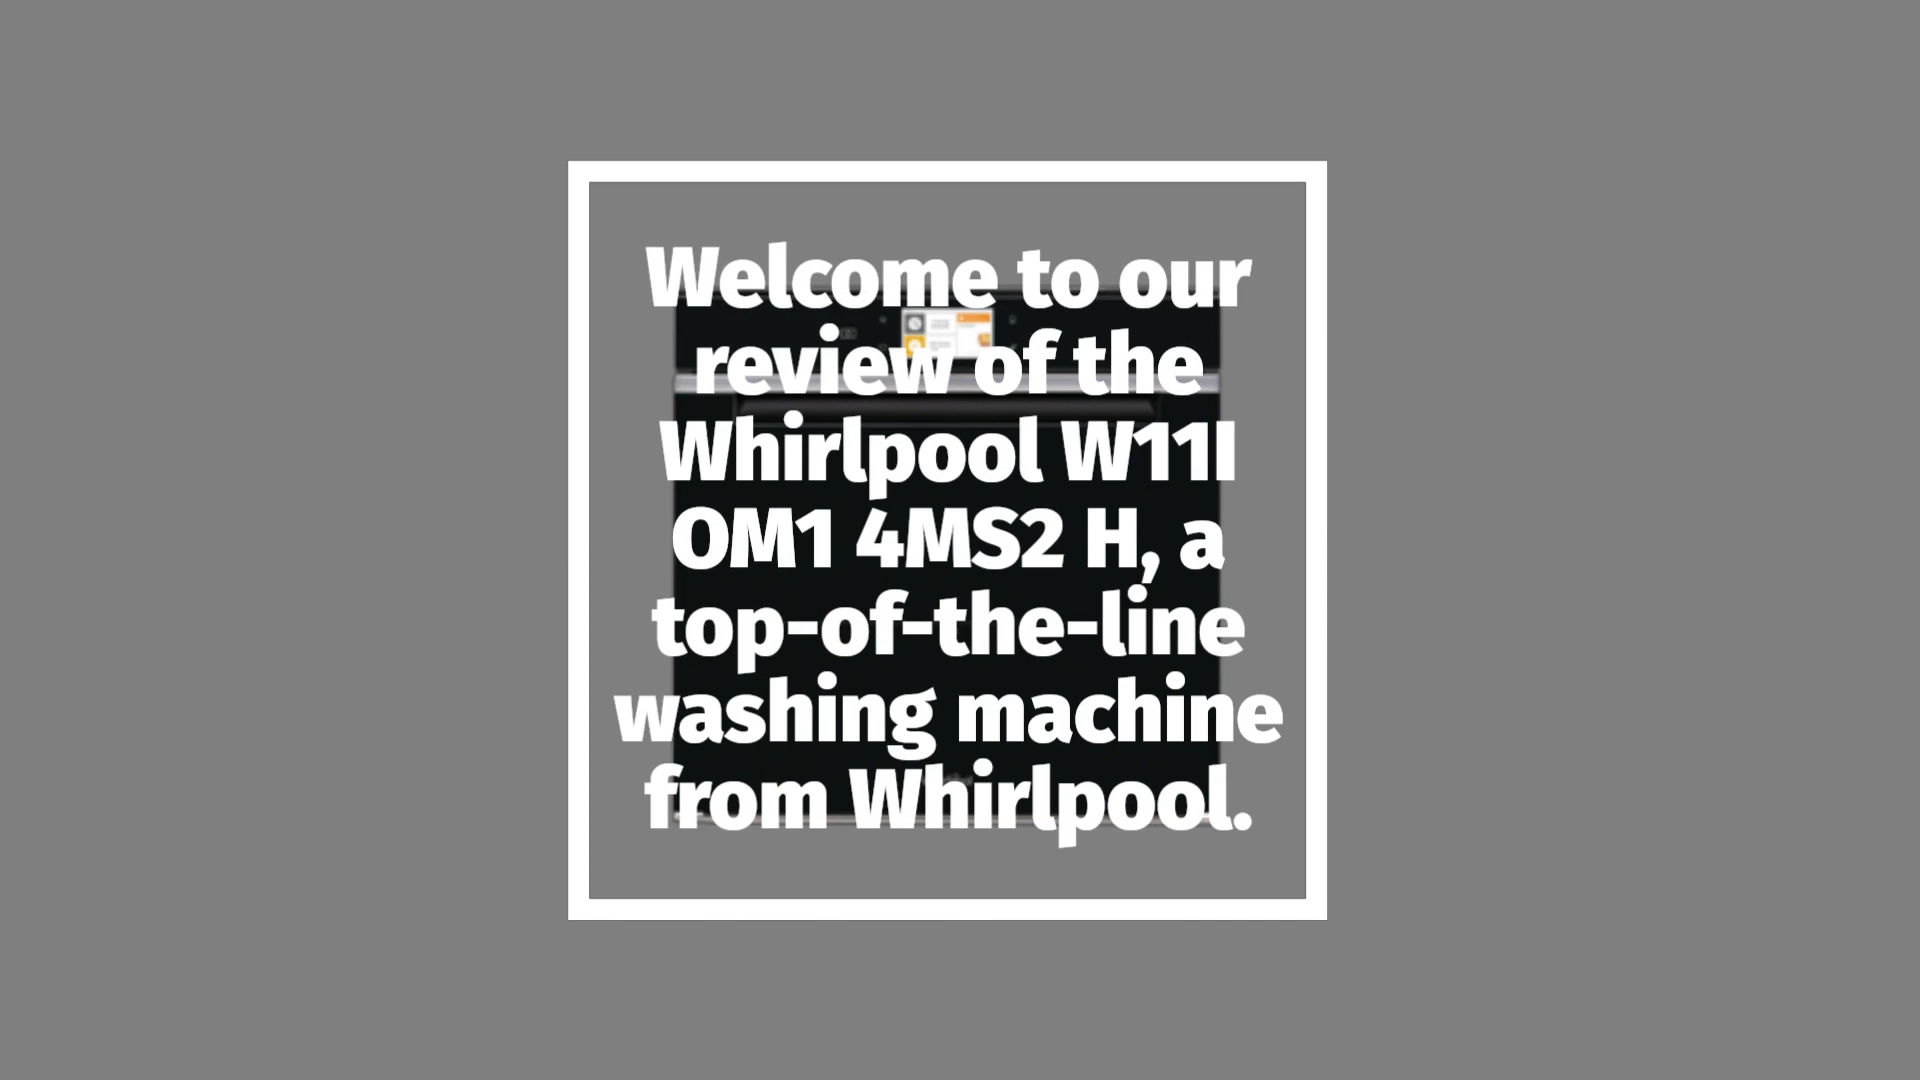 Welcome to our
review of the
Whirlpool W11I
OM1 4MS2 H, a
top-of-the-line
washing machine
from Whirlpool.